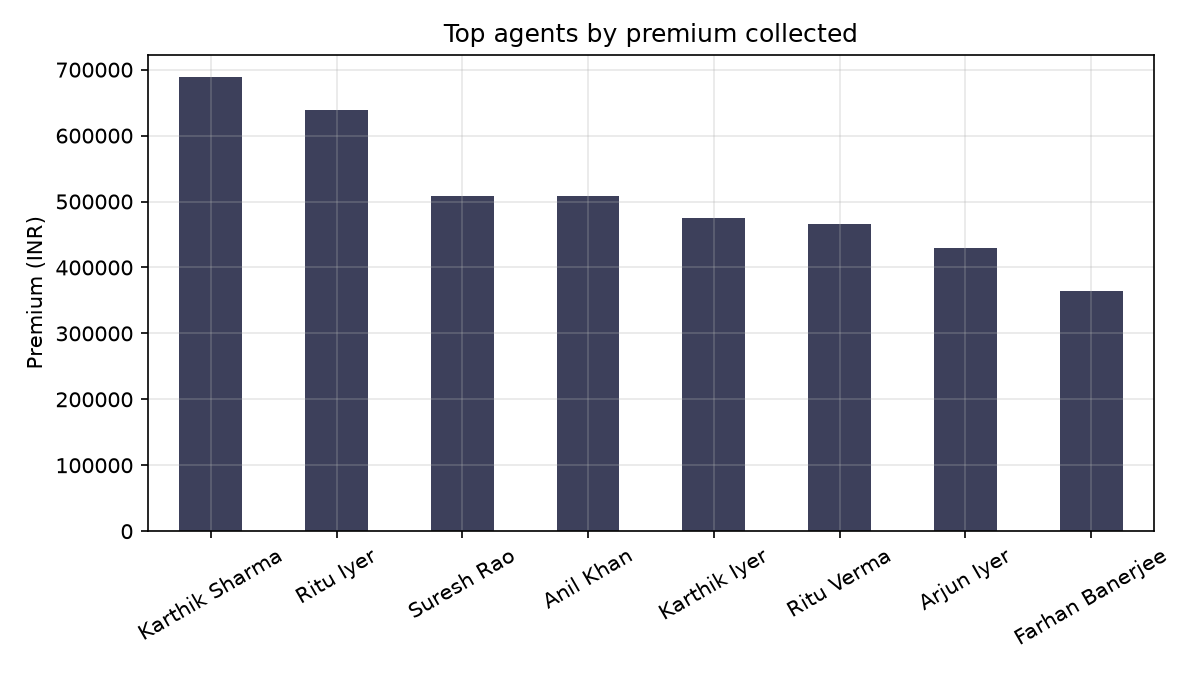 Top agents by premium collected
Premium (INR)
700000
600000
500000
400000
300000
200000
100000
0
Karthik Sharma
Ritu Iyer
Suresh Rao
Anil Khan
Karthik Iyer
Ritu Verma
Arjun Iyer
Farhan Banerjee